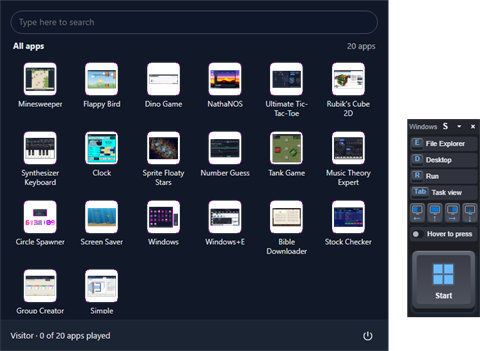 Type here to search
All apps
20 apps
Minesweeper
Flappy Bird
Dino Game
NathaNOS
Ultimate Tic-
Tac-Toe
Rubik's Cube
2D
Synthesizer
Keyboard
Clock
Sprite Floaty
Stars
Number Guess
Tank Game
Music Theory
Expert
Circle Spawner
Screen Saver
Windows
Windows+E
Bible
Downloader
Stock Checker
Group Creator
Simple
Visitor · 0 of 20 apps played
Windows S
E File Explorer
D Desktop
R Run
Tab Task view
Hover to press
Start